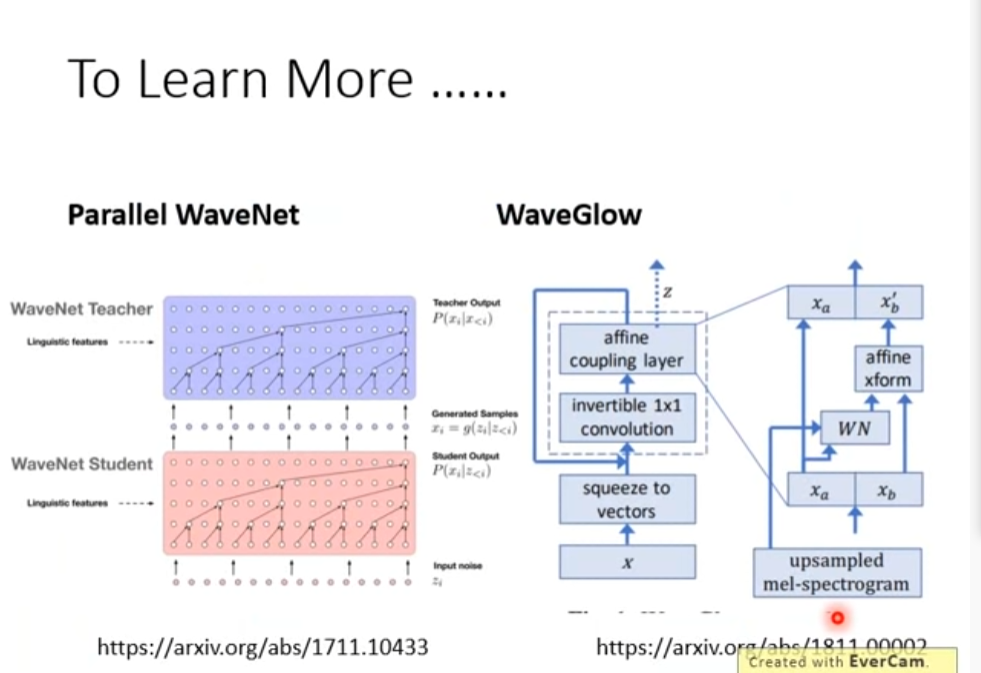 To Learn More ……
Parallel WaveNet
WaveNet Teacher
Linguistic features
Teacher Output
P(x_i|x_{<i})
Generated Samples
x_i = g(z_i|z_{<i})
WaveNet Student
Linguistic features
Student Output
P(x_i|z_{<i})
Input noise
z_i
https://arxiv.org/abs/1711.10433
WaveGlow
z
affine
coupling layer
invertible 1x1
convolution
squeeze to
vectors
x
x_a x_b′
affine
xform
WN
x_a x_b
upsampled
mel-spectrogram
https://arxiv.org/abs/1811.00002
Created with EverCam.